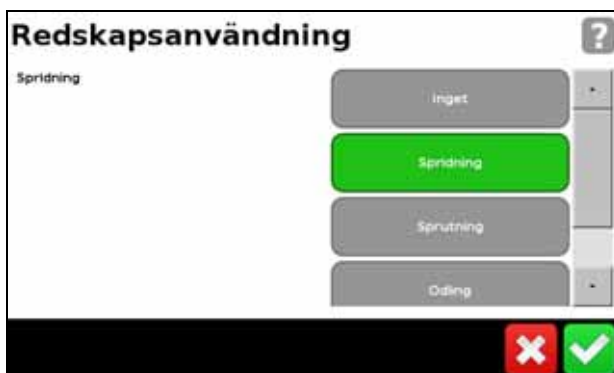 Redskapsanvändning
?
Spridning
Inget
Spridning
Sprutning
Odling